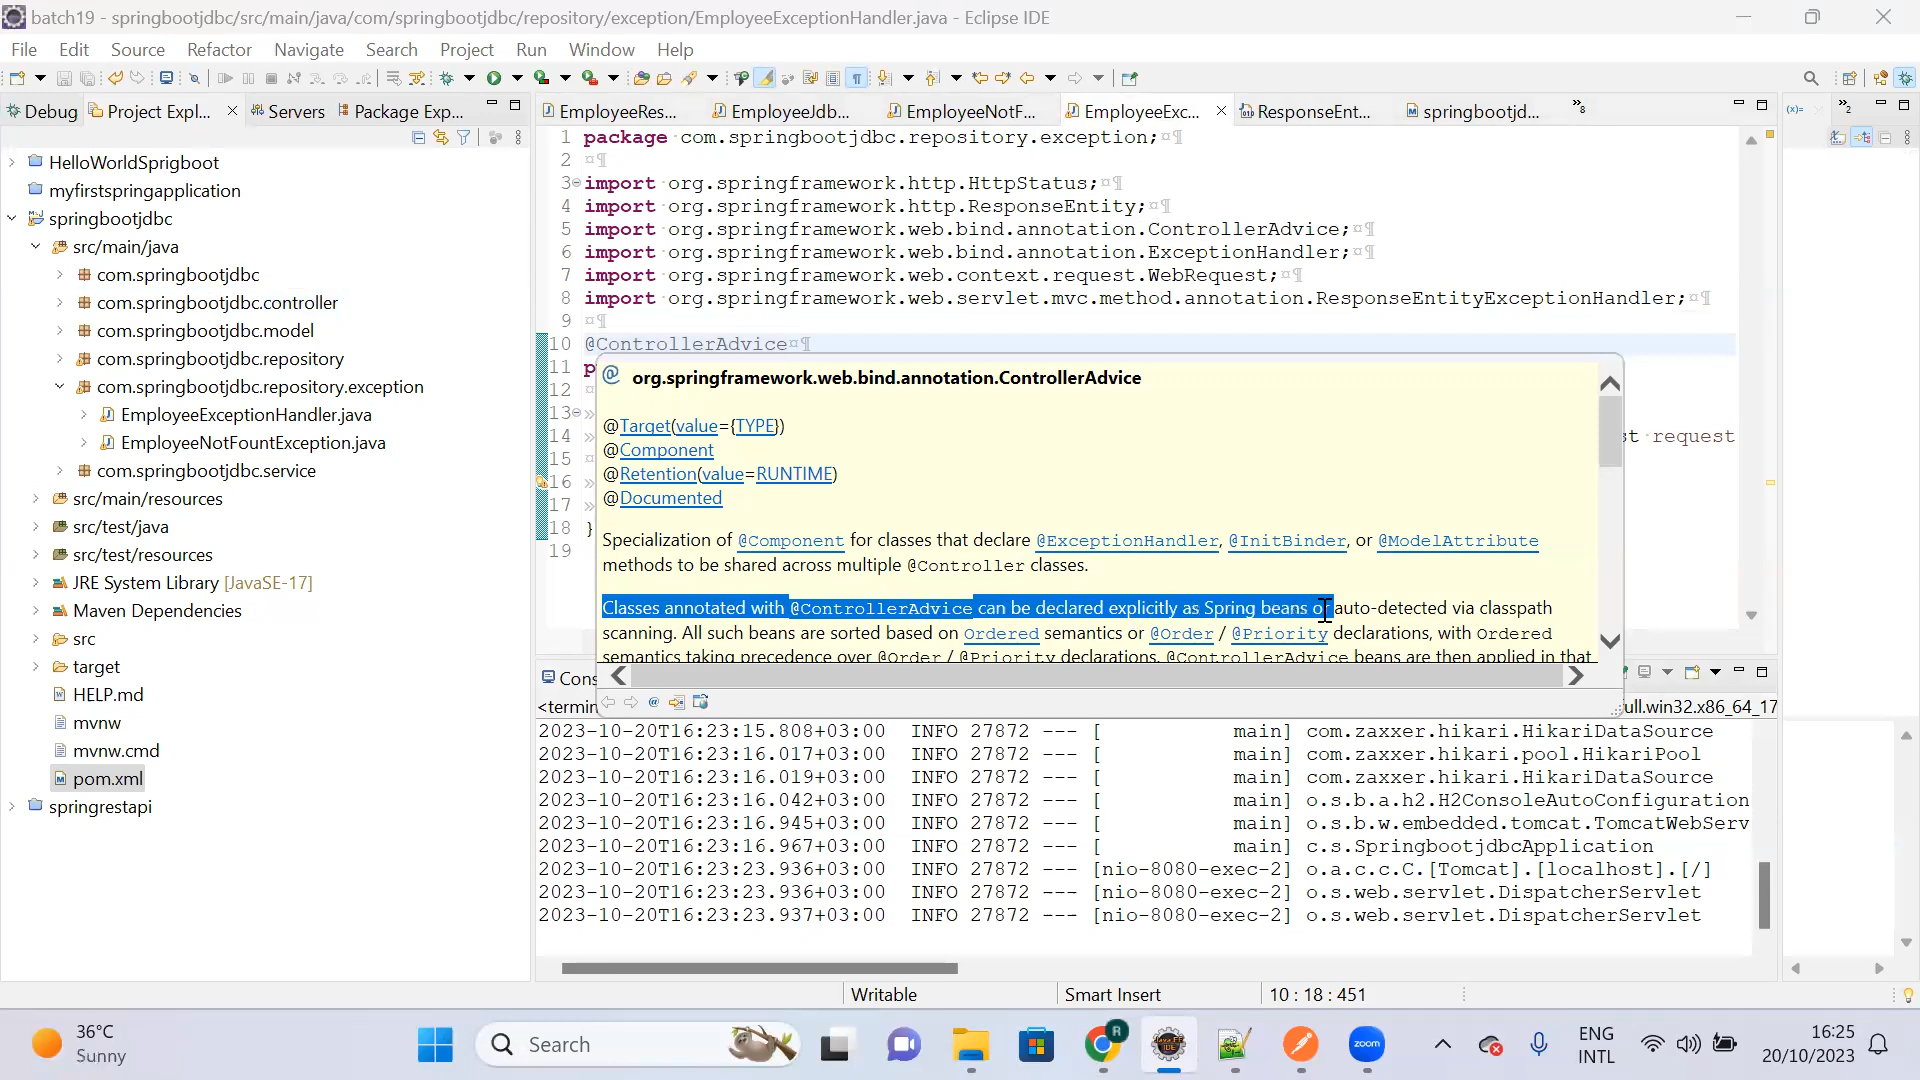 batch19 - springbootjdbc/src/main/java/com/springbootjdbc/repository/exception/EmployeeExceptionHandler.java - Eclipse IDE
File Edit Source Refactor Navigate Search Project Run Window Help
Debug Project Expl... Servers Package Exp...
EmployeeRes... EmployeeJdb... EmployeeNotF... EmployeeExc... ResponseEnt... springbootjd... »8
(x)= »2
HelloWorldSprigboot
myfirstspringapplication
springbootjdbc
src/main/java
com.springbootjdbc
com.springbootjdbc.controller
com.springbootjdbc.model
com.springbootjdbc.repository
com.springbootjdbc.repository.exception
EmployeeExceptionHandler.java
EmployeeNotFountException.java
com.springbootjdbc.service
src/main/resources
src/test/java
src/test/resources
JRE System Library [JavaSE-17]
Maven Dependencies
src
target
HELP.md
mvnw
mvnw.cmd
pom.xml
springrestapi
1 package com.springbootjdbc.repository.exception;¤¶
2 ¤¶
3 import org.springframework.http.HttpStatus;¤¶
4 import org.springframework.http.ResponseEntity;¤¶
5 import org.springframework.web.bind.annotation.ControllerAdvice;¤¶
6 import org.springframework.web.bind.annotation.ExceptionHandler;¤¶
7 import org.springframework.web.context.request.WebRequest;¤¶
8 import org.springframework.web.servlet.mvc.method.annotation.ResponseEntityExceptionHandler;¤¶
9 ¤¶
10 @ControllerAdvice¤¶
11 p
12 ¤
13 »
14 » st request
15 ¤
16 »
17 »
18 }
19
@ org.springframework.web.bind.annotation.ControllerAdvice
@Target(value={TYPE})
@Component
@Retention(value=RUNTIME)
@Documented
Specialization of @Component for classes that declare @ExceptionHandler, @InitBinder, or @ModelAttribute
methods to be shared across multiple @Controller classes.
Classes annotated with @ControllerAdvice can be declared explicitly as Spring beans or auto-detected via classpath
scanning. All such beans are sorted based on Ordered semantics or @Order / @Priority declarations, with Ordered
semantics taking precedence over @Order / @Priority declarations. @ControllerAdvice beans are then applied in that
Cons
<termin ull.win32.x86_64_17
2023-10-20T16:23:15.808+03:00 INFO 27872 --- [ main] com.zaxxer.hikari.HikariDataSource
2023-10-20T16:23:16.017+03:00 INFO 27872 --- [ main] com.zaxxer.hikari.pool.HikariPool
2023-10-20T16:23:16.019+03:00 INFO 27872 --- [ main] com.zaxxer.hikari.HikariDataSource
2023-10-20T16:23:16.042+03:00 INFO 27872 --- [ main] o.s.b.a.h2.H2ConsoleAutoConfiguration
2023-10-20T16:23:16.945+03:00 INFO 27872 --- [ main] o.s.b.w.embedded.tomcat.TomcatWebServ
2023-10-20T16:23:16.967+03:00 INFO 27872 --- [ main] c.s.SpringbootjdbcApplication
2023-10-20T16:23:23.936+03:00 INFO 27872 --- [nio-8080-exec-2] o.a.c.c.C.[Tomcat].[localhost].[/]
2023-10-20T16:23:23.936+03:00 INFO 27872 --- [nio-8080-exec-2] o.s.web.servlet.DispatcherServlet
2023-10-20T16:23:23.937+03:00 INFO 27872 --- [nio-8080-exec-2] o.s.web.servlet.DispatcherServlet
Writable Smart Insert 10 : 18 : 451
36°C
Sunny
Search
R
zoom
ENG
INTL
16:25
20/10/2023